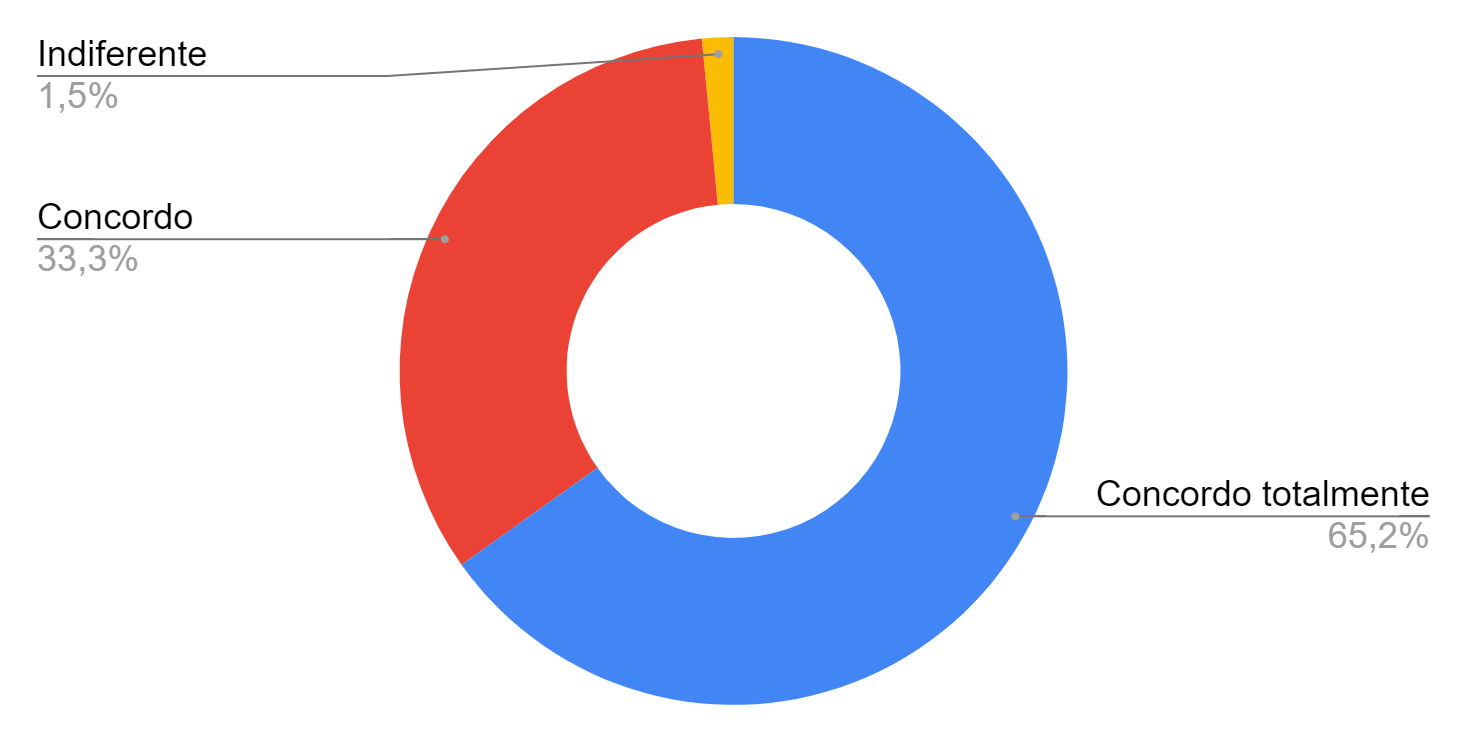 Indiferente
1,5%
Concordo
33,3%
Concordo totalmente
65,2%